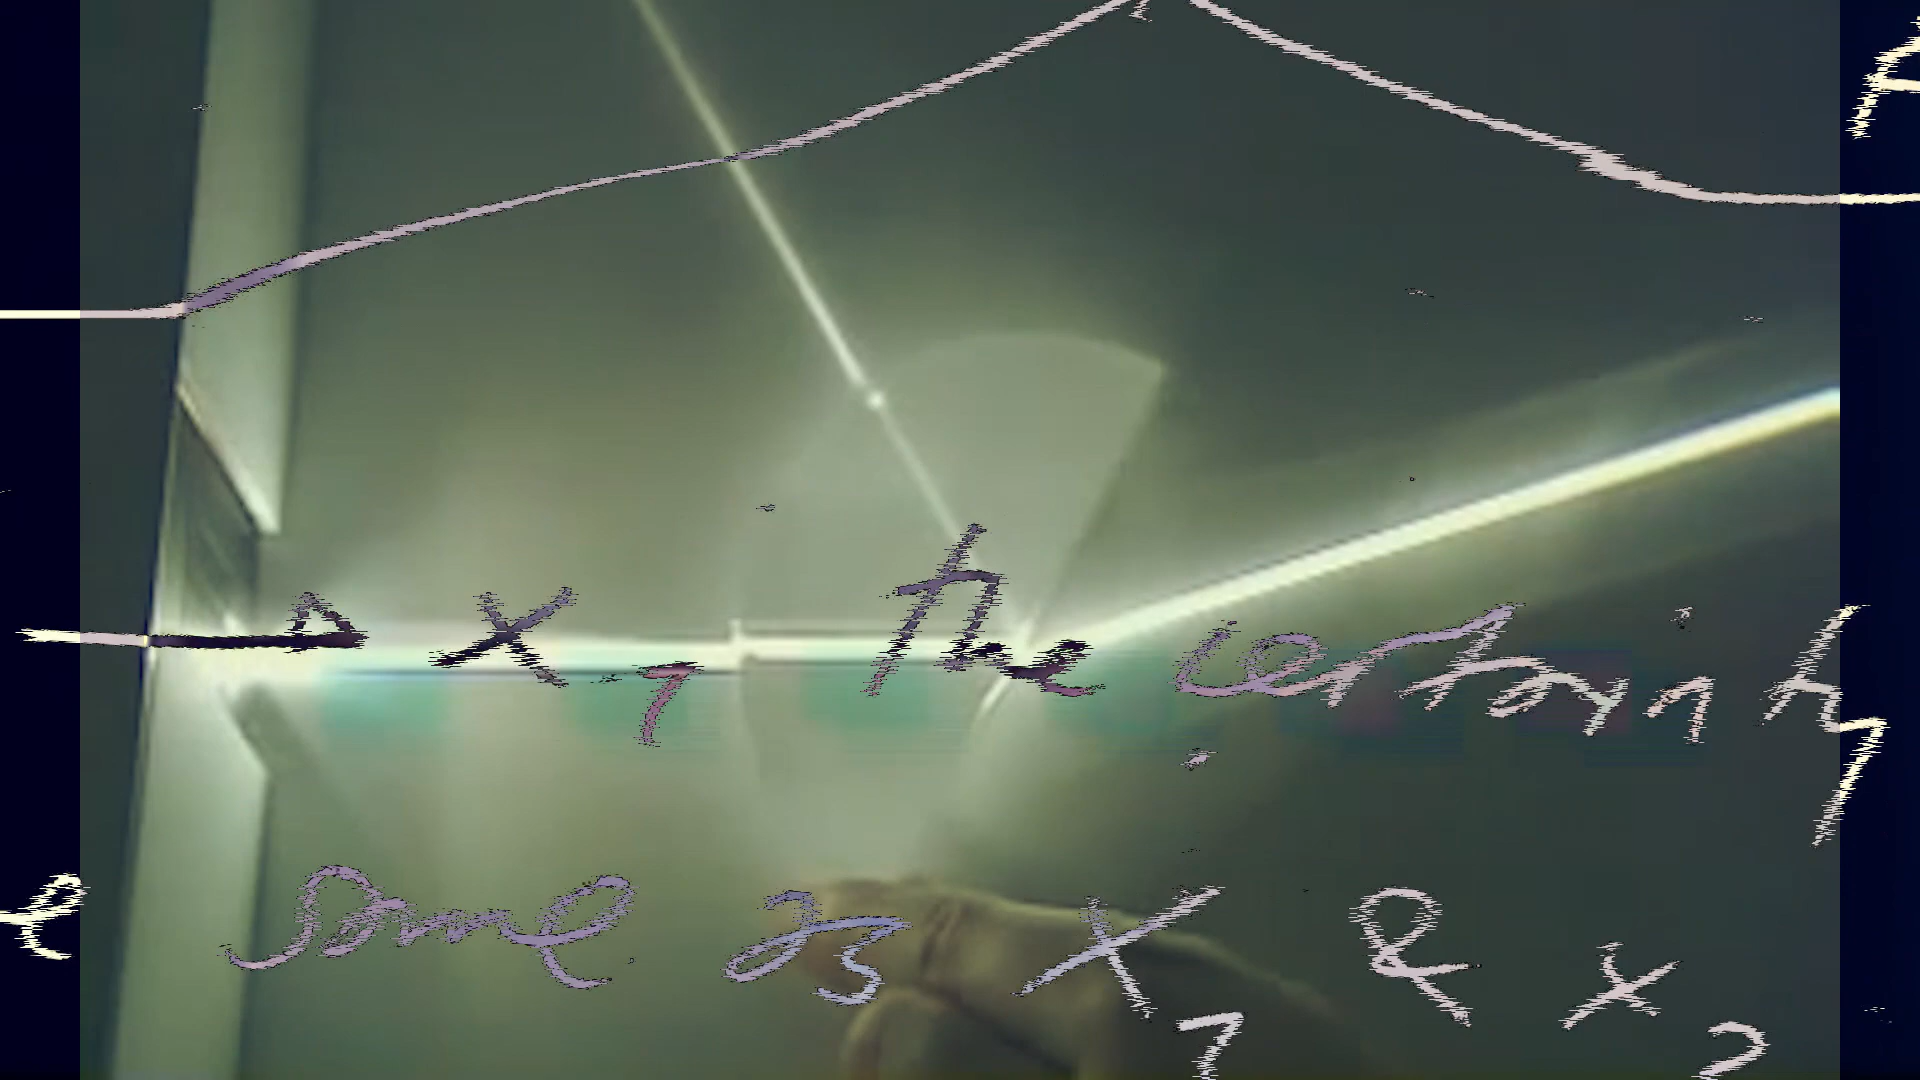 A
Δx₁ the certainty
e same as x₁ & x₂